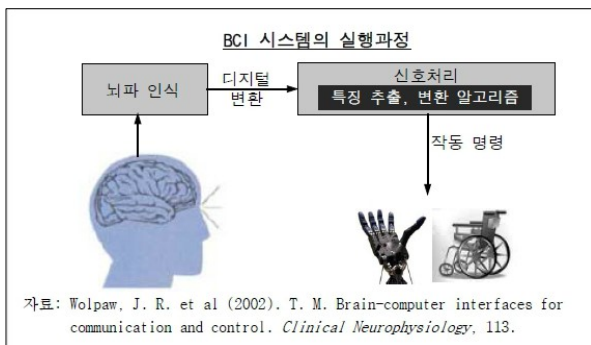 BCI 시스템의 실행과정
뇌파 인식
디지털
변환
신호처리
특징 추출, 변환 알고리즘
작동 명령
자료: Wolpaw, J. R. et al (2002). T. M. Brain-computer interfaces for
communication and control. Clinical Neurophysiology, 113.